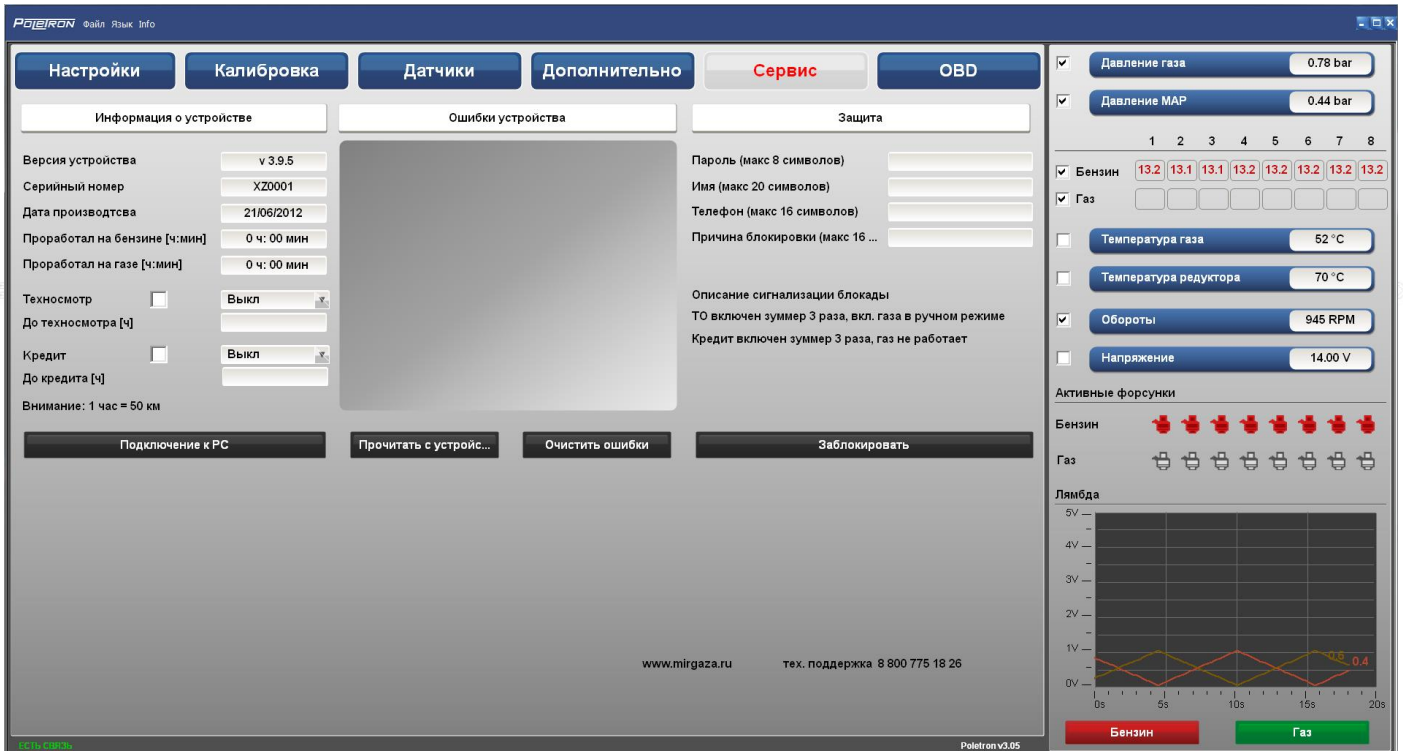 POLETRON Файл Язык Info
Настройки Калибровка Датчики Дополнительно Сервис OBD
Информация о устройстве Ошибки устройства Защита
Версия устройства v 3.9.5
Серийный номер XZ0001
Дата производтсва 21/06/2012
Проработал на бензине [ч:мин] 0 ч: 00 мин
Проработал на газе [ч:мин] 0 ч: 00 мин
Техносмотр Выкл
До техносмотра [ч]
Кредит Выкл
До кредита [ч]
Внимание: 1 час = 50 км
Пароль (макс 8 символов)
Имя (макс 20 символов)
Телефон (макс 16 символов)
Причина блокировки (макс 16 ...
Описание сигнализации блокады
ТО включен зуммер 3 раза, вкл. газа в ручном режиме
Кредит включен зуммер 3 раза, газ не работает
Подключение к PC Прочитать с устройс... Очистить ошибки Заблокировать
www.mirgaza.ru тех. поддержка 8 800 775 18 26
ЕСТЬ СВЯЗЬ Poletron v3.05
Давление газа 0.78 bar
Давление MAP 0.44 bar
1 2 3 4 5 6 7 8
Бензин 13.2 13.1 13.1 13.2 13.2 13.2 13.2 13.2
Газ
Температура газа 52 °C
Температура редуктора 70 °C
Обороты 945 RPM
Напряжение 14.00 V
Активные форсунки
Бензин
Газ
Лямбда
5V
4V
3V
2V
1V
0.6 0.4
0V
0s 5s 10s 15s 20s
Бензин Газ